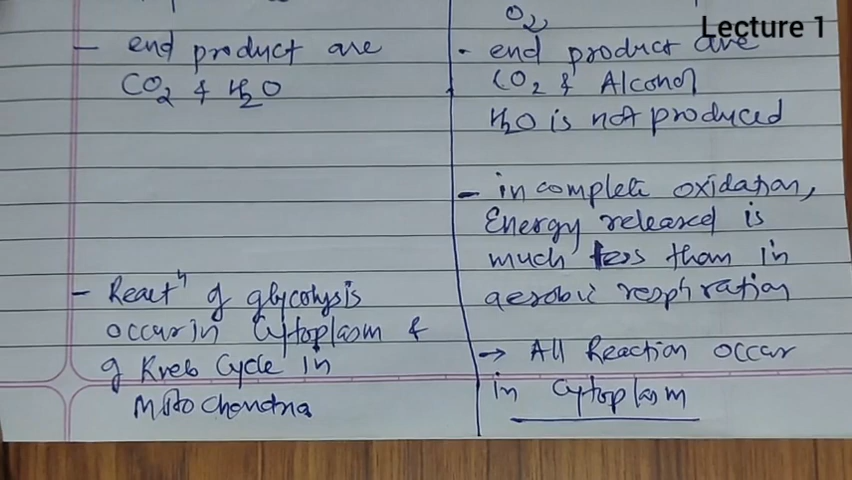 Lecture 1
- end product are
CO2 & H2O
- Reactn of glycolysis
occur in Cytoplasm &
of Kreb Cycle in
Mitochondria
O2,
- end product are
CO2 & Alcohol
H2O is not produced
- incomplete oxidation,
Energy released is
much less than in
aerobic respiration
→ All Reaction occur
in Cytoplasm